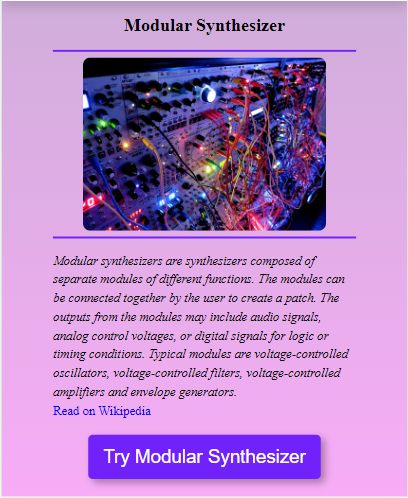 Modular Synthesizer
Modular synthesizers are synthesizers composed of
separate modules of different functions. The modules can
be connected together by the user to create a patch. The
outputs from the modules may include audio signals,
analog control voltages, or digital signals for logic or
timing conditions. Typical modules are voltage-controlled
oscillators, voltage-controlled filters, voltage-controlled
amplifiers and envelope generators.
Read on Wikipedia
Try Modular Synthesizer